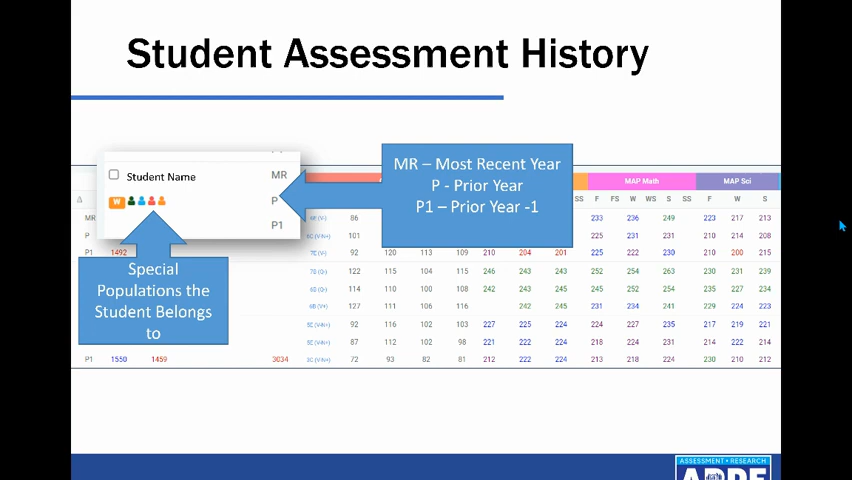 Student Assessment History
MR – Most Recent Year
P - Prior Year
P1 – Prior Year -1
Student Name MR
W P
P1
Special
Populations the
Student Belongs
to
MAP Math MAP Sci
SS F FS W WS S SS F W S
MR 86 233 236 249 223 217 213
P 101 225 231 231 214
P1 1492 92 120 113 109 210 204 201 225 222 230 210 200 215
122 115 104 115 246 243 243 252 254 263 230 231 239
114 110 100 108 242 243 245 245 252 254 235 234 237
127 111 106 116 242 245 231 234 241 229 224 223
92 116 102 103 227 225 224 224 227 235 217 219 221
87 112 102 98 221 222 224 218 224 231 214 214 218
P1 1550 1459 3034 72 93 82 81 212 222 224 213 218 224 230 210 212
ASSESSMENT • RESEARCH